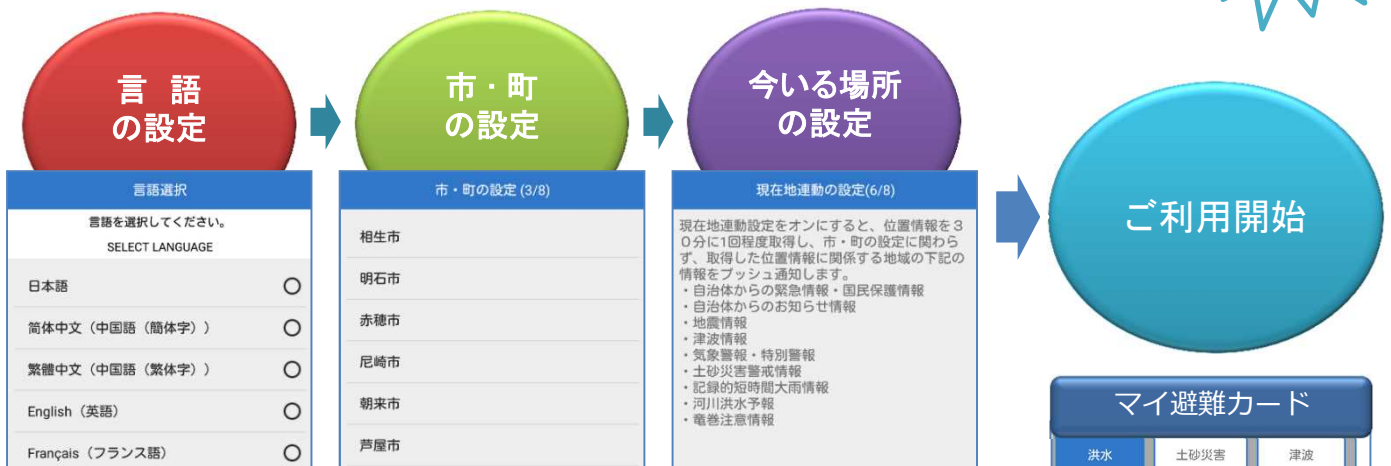 言 語
の設定
市・町
の設定
今いる場所
の設定
ご利用開始
言語選択
言語を選択してください。
SELECT LANGUAGE
日本語
简体中文（中国語（簡体字））
繁體中文（中国語（繁体字））
English（英語）
Français（フランス語）
市・町の設定 (3/8)
相生市
明石市
赤穂市
尼崎市
朝来市
芦屋市
現在地連動の設定(6/8)
現在地連動設定をオンにすると、位置情報を３
０分に1回程度取得し、市・町の設定に関わら
ず、取得した位置情報に関係する地域の下記の
情報をプッシュ通知します。
・自治体からの緊急情報・国民保護情報
・自治体からのお知らせ情報
・地震情報
・津波情報
・気象警報・特別警報
・土砂災害警戒情報
・記録的短時間大雨情報
・河川洪水予報
・竜巻注意情報
マイ避難カード
洪水
土砂災害
津波